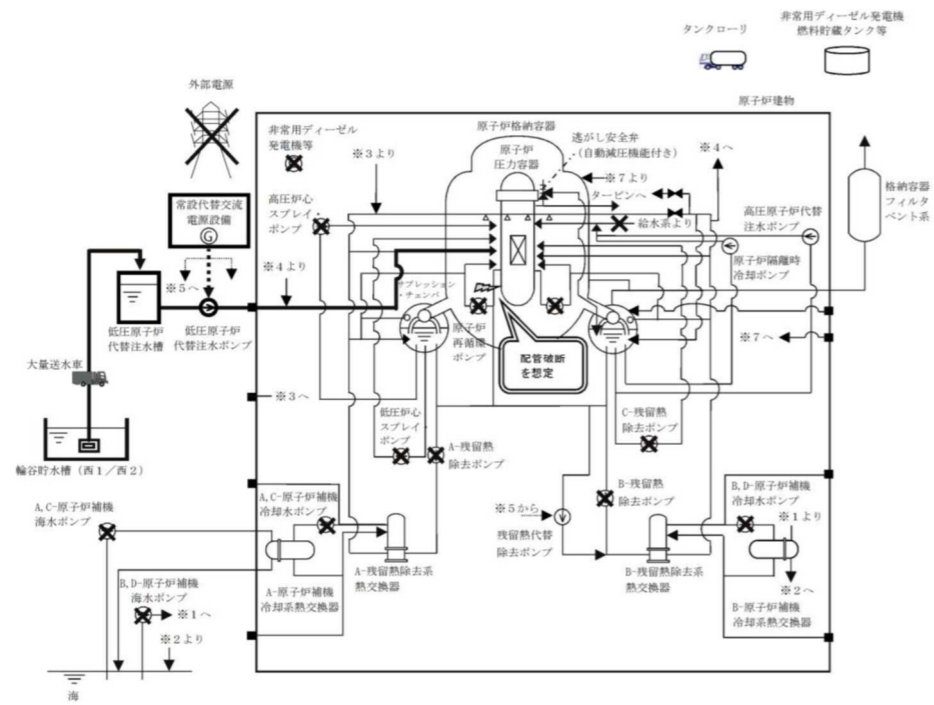 タンクローリ
非常用ディーゼル発電機
燃料貯蔵タンク等
外部電源
原子炉建物
非常用ディーゼル
発電機等
※3より
原子炉格納容器
原子炉
圧力容器
逃がし安全弁
(自動減圧機能付き)
※4へ
※7より
タービンへ
格納容器
フィルタ
ベント系
常設代替交流
電源設備
G
高圧炉心
スプレイ
ポンプ
給水系より
高圧原子炉代替
注水ポンプ
原子炉隔離時
冷却ポンプ
※4より
※5へ
サプレッション
・チェンバ
低圧原子炉
代替注水槽
低圧原子炉
代替注水ポンプ
原子炉
再循環
ポンプ
配管破断
を想定
※7へ
大量送水車
※3へ
輪谷貯水槽(西1/西2)
低圧炉心
スプレイ
ポンプ
A-残留熱
除去ポンプ
C-残留熱
除去ポンプ
A,C-原子炉補機
海水ポンプ
A,C-原子炉補機
冷却水ポンプ
B-残留熱
除去ポンプ
B,D-原子炉補機
冷却水ポンプ
※5から
残留熱代替
除去ポンプ
※1より
A-残留熱除去系
熱交換器
B-残留熱除去系
熱交換器
B,D-原子炉補機
海水ポンプ
※1へ
※2より
A-原子炉補機
冷却系熱交換器
※2へ
B-原子炉補機
冷却系熱交換器
海